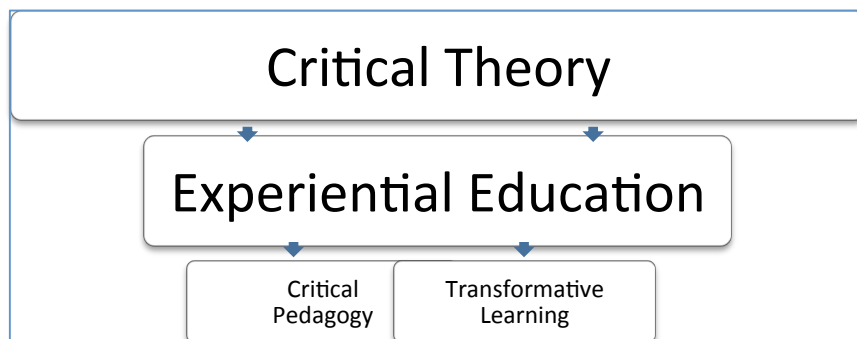 Critical Theory
Experiential Education
Critical
Pedagogy
Transformative
Learning